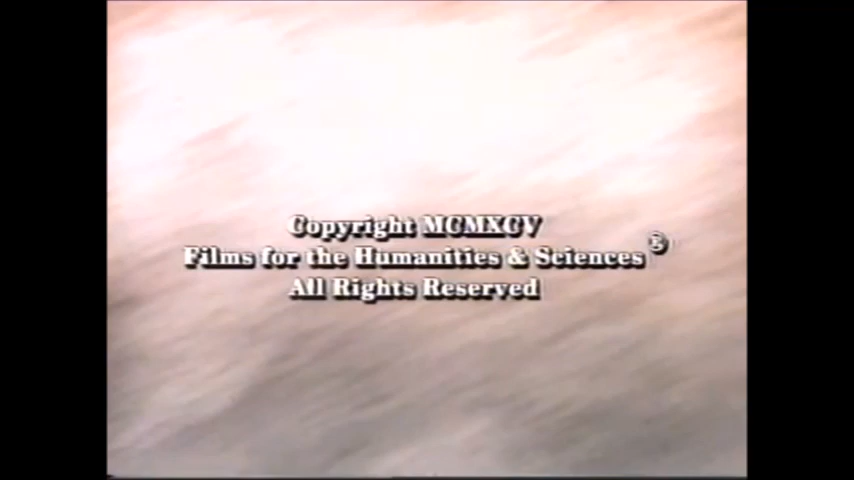 Copyright MCMXCV
Films for the Humanities & Sciences ®
All Rights Reserved